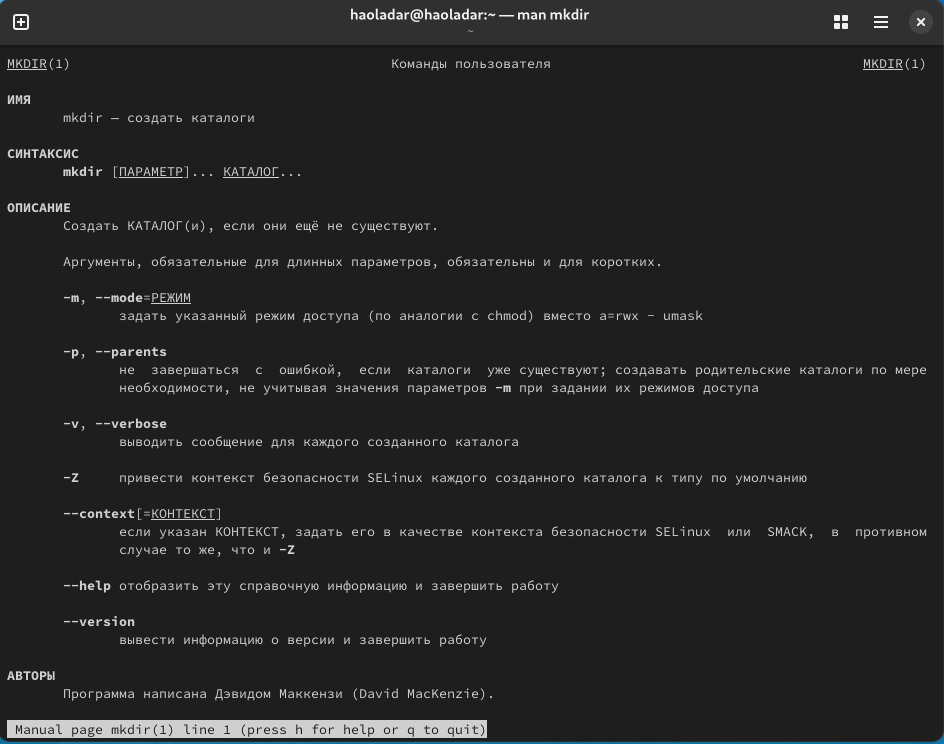 haoladar@haoladar:~ — man mkdir
~
MKDIR(1) Команды пользователя MKDIR(1)
ИМЯ
mkdir — создать каталоги
СИНТАКСИС
mkdir [ПАРАМЕТР]... КАТАЛОГ...
ОПИСАНИЕ
Создать КАТАЛОГ(и), если они ещё не существуют.
Аргументы, обязательные для длинных параметров, обязательны и для коротких.
-m, --mode=РЕЖИМ
задать указанный режим доступа (по аналогии с chmod) вместо a=rwx - umask
-p, --parents
не завершаться с ошибкой, если каталоги уже существуют; создавать родительские каталоги по мере
необходимости, не учитывая значения параметров -m при задании их режимов доступа
-v, --verbose
выводить сообщение для каждого созданного каталога
-Z привести контекст безопасности SELinux каждого созданного каталога к типу по умолчанию
--context[=КОНТЕКСТ]
если указан КОНТЕКСТ, задать его в качестве контекста безопасности SELinux или SMACK, в противном
случае то же, что и -Z
--help отобразить эту справочную информацию и завершить работу
--version
вывести информацию о версии и завершить работу
АВТОРЫ
Программа написана Дэвидом Маккензи (David MacKenzie).
Manual page mkdir(1) line 1 (press h for help or q to quit)